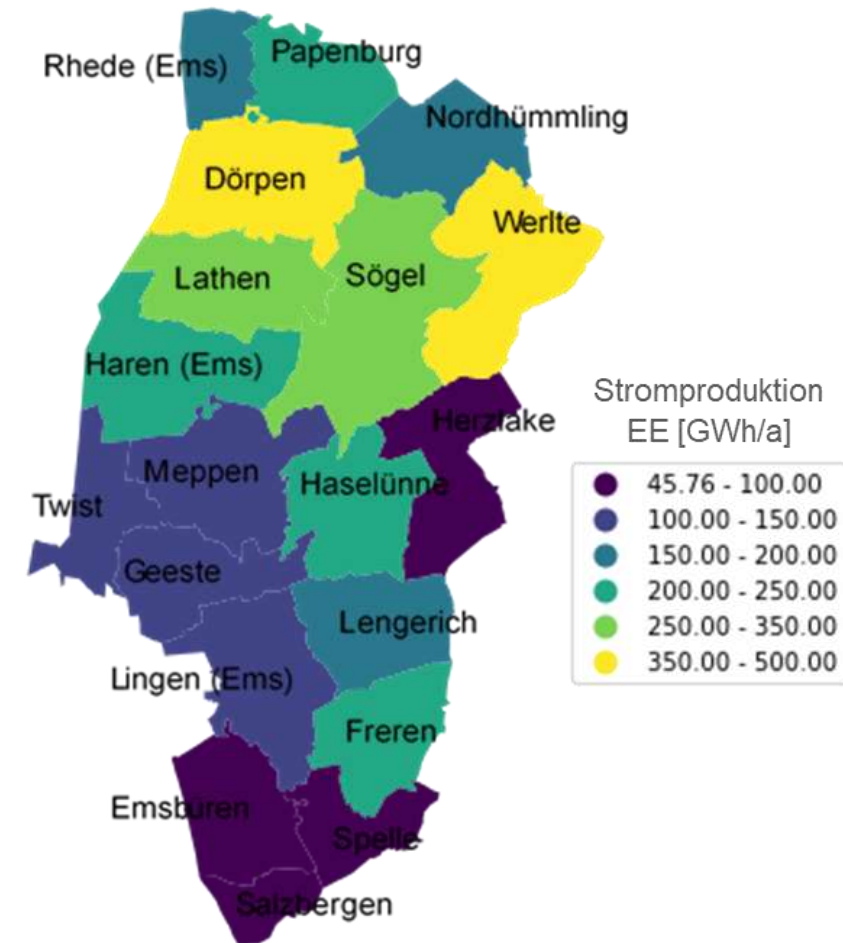 Rhede (Ems)
Papenburg
Nordhümmling
Dörpen
Werlte
Lathen
Sögel
Haren (Ems)
Herzlake
Meppen
Haselünne
Twist
Geeste
Lengerich
Lingen (Ems)
Freren
Emsbüren
Spelle
Salzbergen
Stromproduktion
EE [GWh/a]
45.76 - 100.00
100.00 - 150.00
150.00 - 200.00
200.00 - 250.00
250.00 - 350.00
350.00 - 500.00